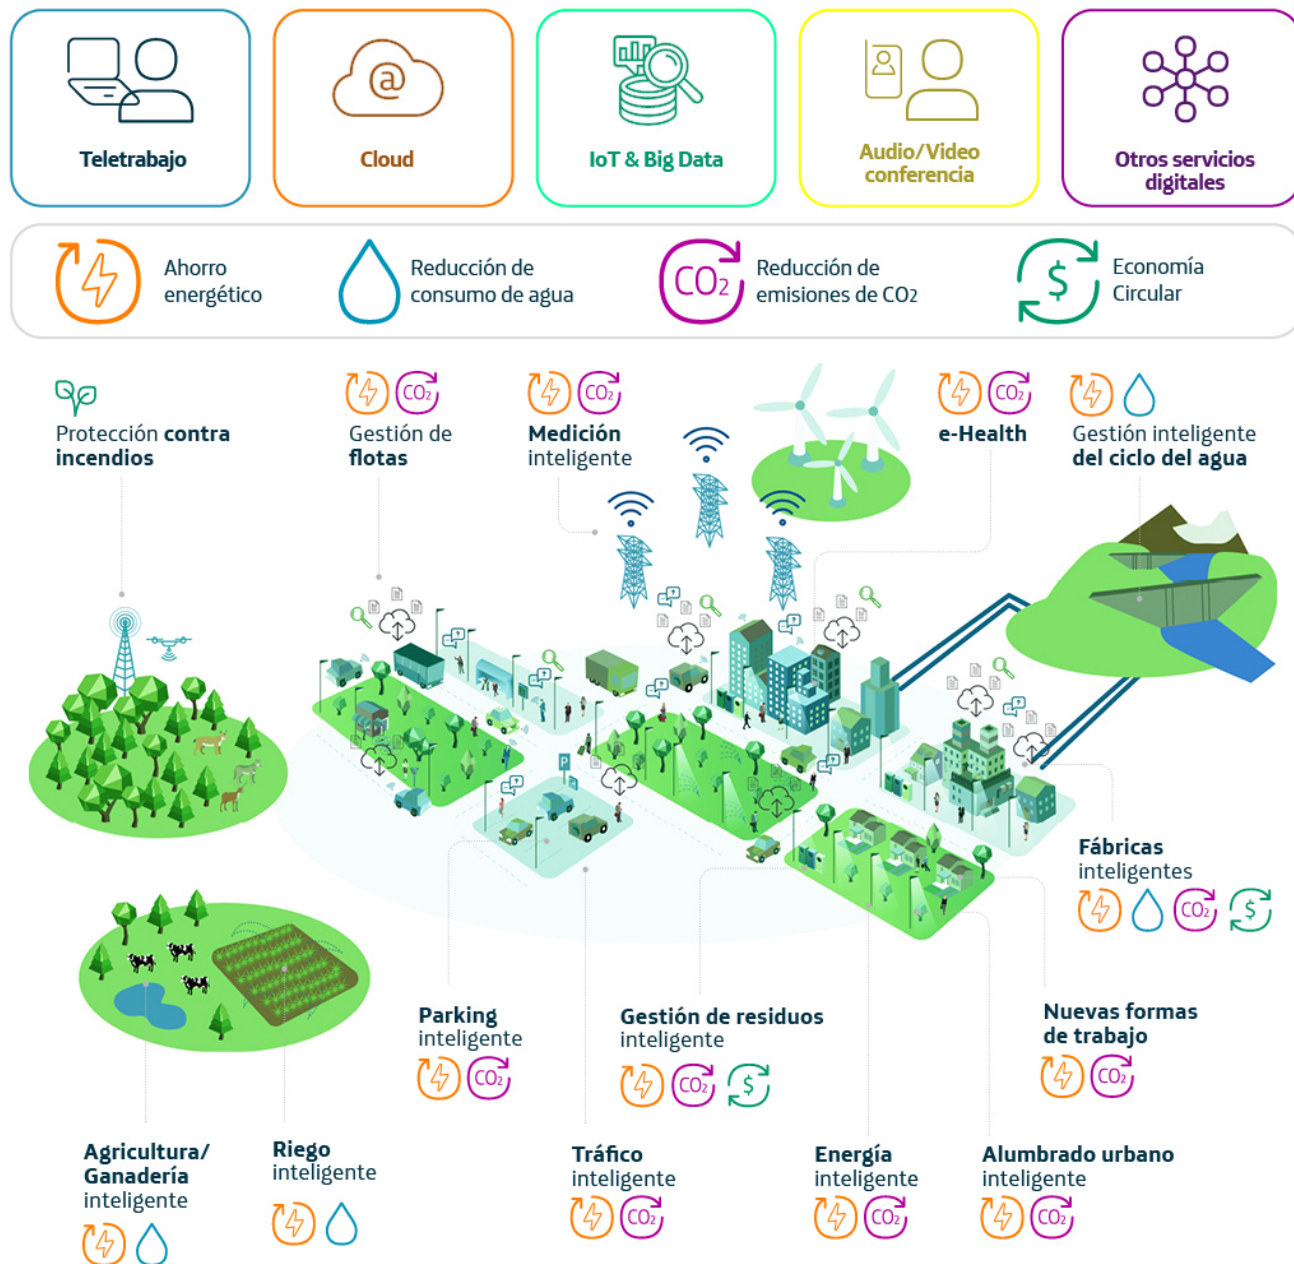 Teletrabajo
@
Cloud
IoT & Big Data
Audio/Video
conferencia
Otros servicios
digitales
Ahorro
energético
Reducción de
consumo de agua
CO₂
Reducción de
emisiones de CO₂
$
Economía
Circular
Protección contra
incendios
CO₂
Gestión de
flotas
CO₂
Medición
inteligente
CO₂
e-Health
Gestión inteligente
del ciclo del agua
P
Fábricas
inteligentes
CO₂
$
Parking
inteligente
CO₂
Gestión de residuos
inteligente
CO₂
$
Nuevas formas
de trabajo
CO₂
Agricultura/
Ganadería
inteligente
Riego
inteligente
Tráfico
inteligente
CO₂
Energía
inteligente
CO₂
Alumbrado urbano
inteligente
CO₂